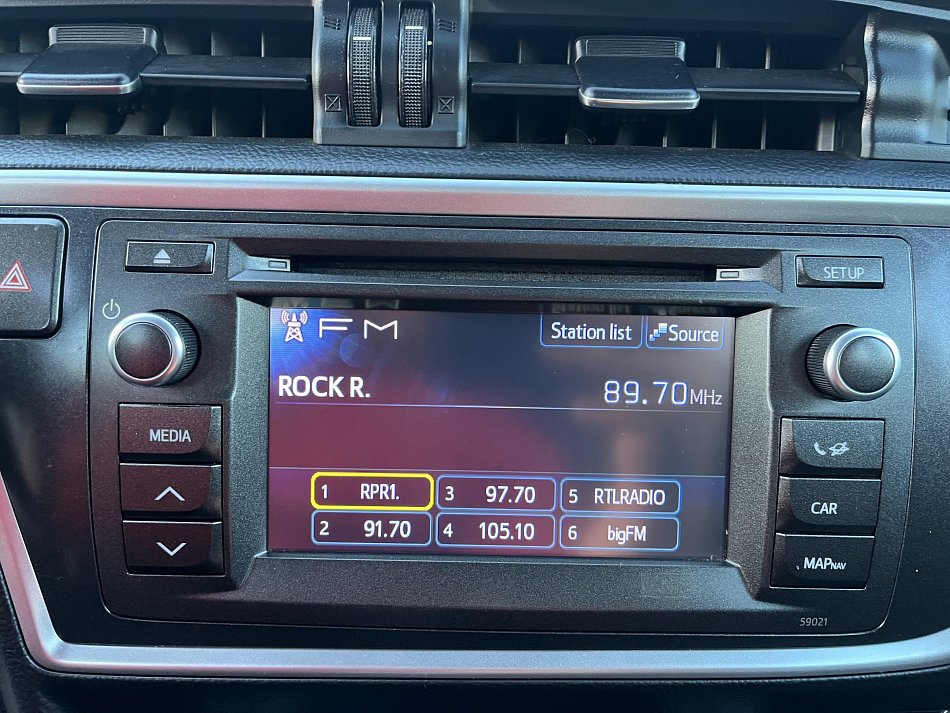 SETUP
FM
Station list
Source
ROCK R.
89.70MHz
MEDIA
1 RPR1.
3 97.70
5 RTLRADIO
2 91.70
4 105.10
6 bigFM
CAR
MAPNAV
59021